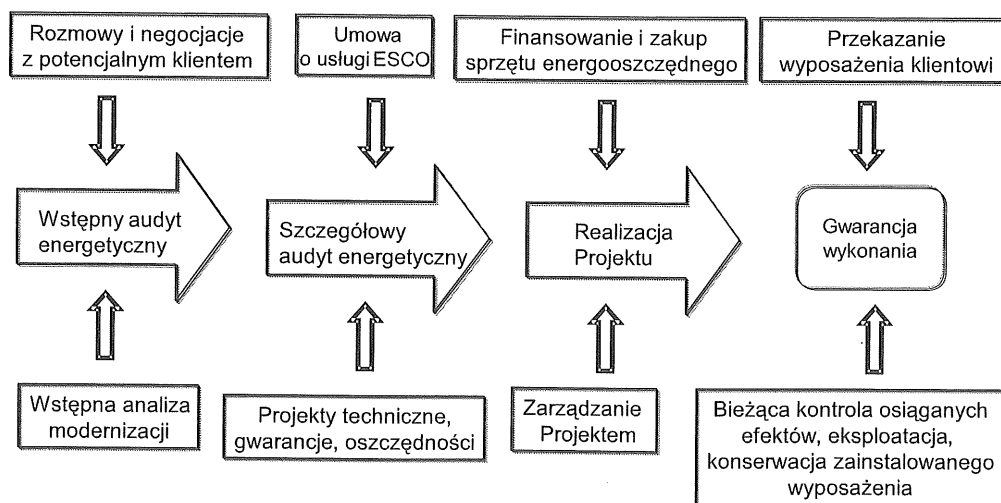 Rozmowy i negocjacje
z potencjalnym klientem
Umowa
o usługi ESCO
Finansowanie i zakup
sprzętu energooszczędnego
Przekazanie
wyposażenia klientowi
Wstępny audyt
energetyczny
Szczegółowy
audyt energetyczny
Realizacja
Projektu
Gwarancja
wykonania
Wstępna analiza
modernizacji
Projekty techniczne,
gwarancje, oszczędności
Zarządzanie
Projektem
Bieżąca kontrola osiąganych
efektów, eksploatacja,
konserwacja zainstalowanego
wyposażenia